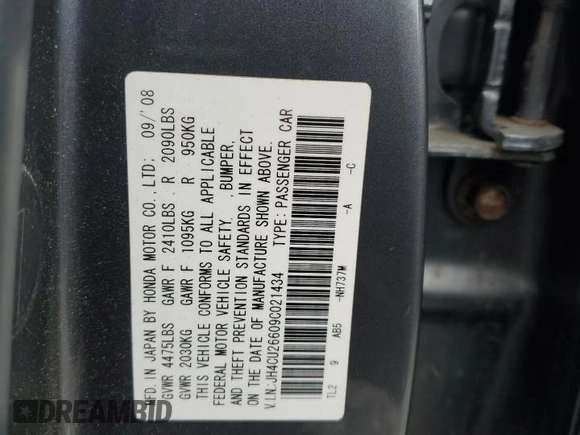 MFD. IN JAPAN BY HONDA MOTOR CO., LTD: 09/'08
GVWR 4475LBS GAWR F 2410LBS : R 2090LBS
GVWR 2030KG GAWR F 1095KG R 950KG
THIS VEHICLE CONFORMS TO ALL APPLICABLE
FEDERAL MOTOR VEHICLE SAFETY. , BUMPER,
AND THEFT PREVENTION STANDARDS IN EFFECT
ON THE DATE OF MANUFACTURE SHOWN ABOVE.
V.I.N:JH4CU26609C021434 TYPE: PASSENGER CAR
TL2 9 AB5 -NH737M -A -C
DREAMBID